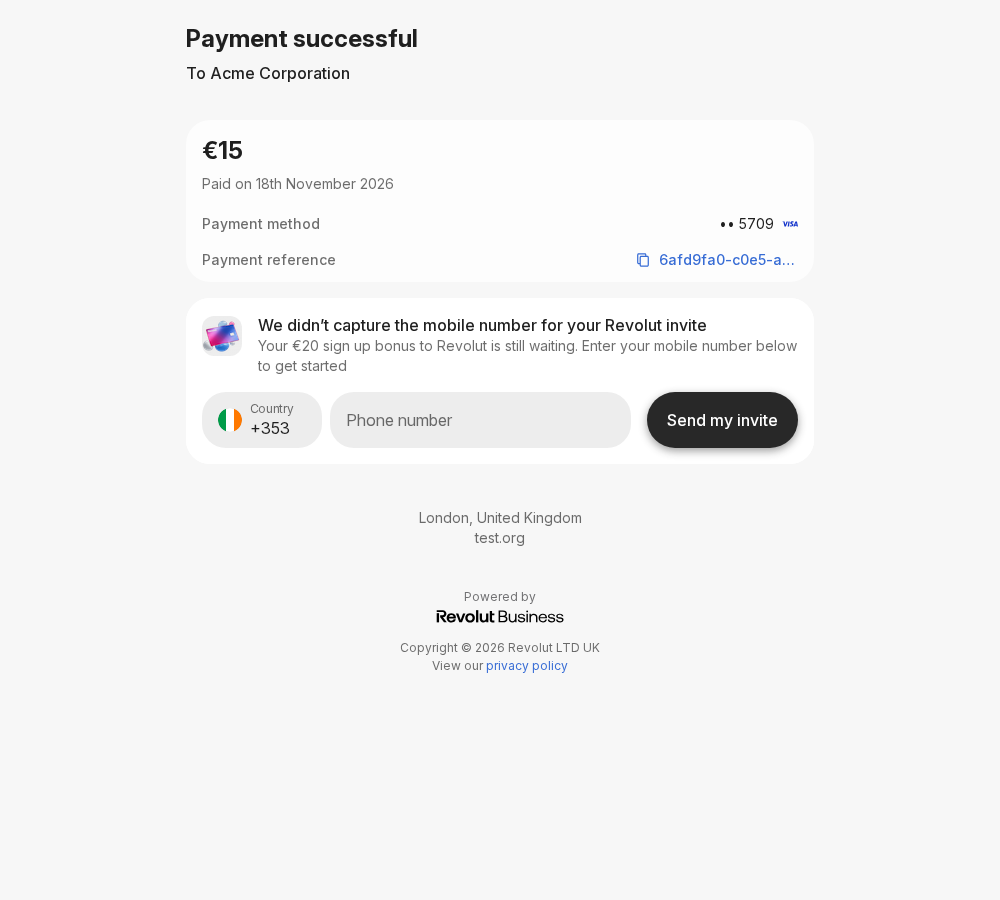 Payment successful
To Acme Corporation
€15
Paid on 18th November 2026
Payment method
•• 5709 VISA
Payment reference
6afd9fa0-c0e5-a…
We didn’t capture the mobile number for your Revolut invite
Your €20 sign up bonus to Revolut is still waiting. Enter your mobile number below
to get started
Country
+353
Phone number
Send my invite
London, United Kingdom
test.org
Powered by
Revolut Business
Copyright © 2026 Revolut LTD UK
View our privacy policy